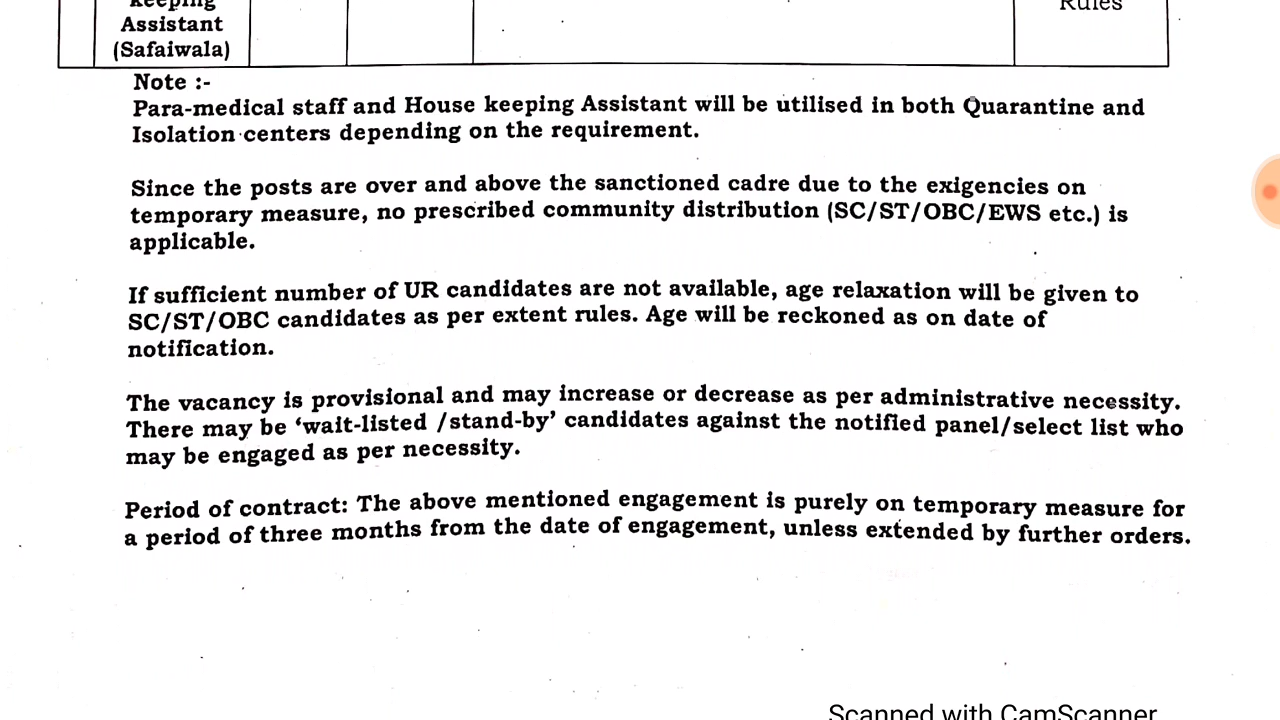 keeping
Rules
Assistant
(Safaiwala)
Note :-
Para-medical staff and House keeping Assistant will be utilised in both Quarantine and
Isolation centers depending on the requirement.
Since the posts are over and above the sanctioned cadre due to the exigencies on
temporary measure, no prescribed community distribution (SC/ST/OBC/EWS etc.) is
applicable.
If sufficient number of UR candidates are not available, age relaxation will be given to
SC/ST/OBC candidates as per extent rules. Age will be reckoned as on date of
notification.
The vacancy is provisional and may increase or decrease as per administrative necessity.
There may be ‘wait-listed /stand-by’ candidates against the notified panel/select list who
may be engaged as per necessity.
Period of contract: The above mentioned engagement is purely on temporary measure for
a period of three months from the date of engagement, unless extended by further orders.
Scanned with CamScanner